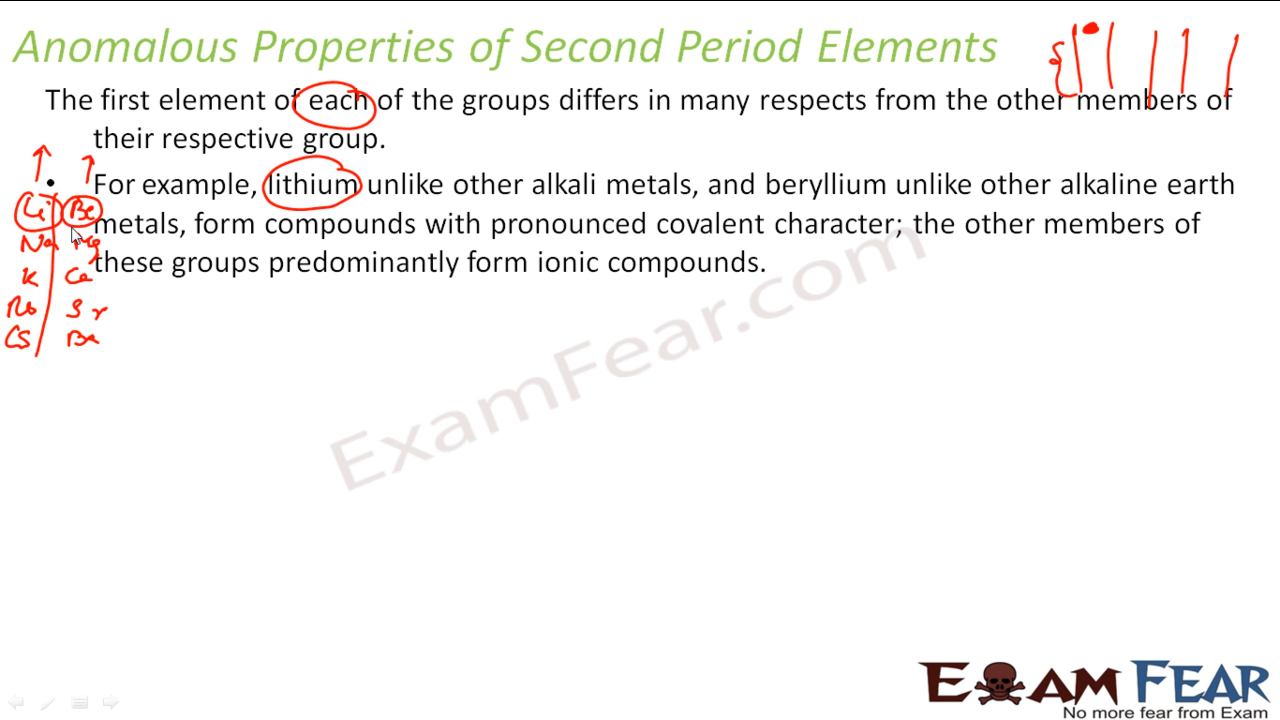 Anomalous Properties of Second Period Elements
The first element of each of the groups differs in many respects from the other members of
their respective group.
• For example, lithium unlike other alkali metals, and beryllium unlike other alkaline earth
metals, form compounds with pronounced covalent character; the other members of
these groups predominantly form ionic compounds.
Li Be
Na Mg
K Ca
Rb Sr
Cs Ba
ExamFear.com
EXAM FEAR
No more fear from Exam